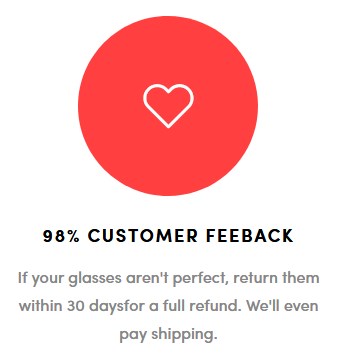 98% CUSTOMER FEEBACK
If your glasses aren't perfect, return them
within 30 daysfor a full refund. We'll even
pay shipping.